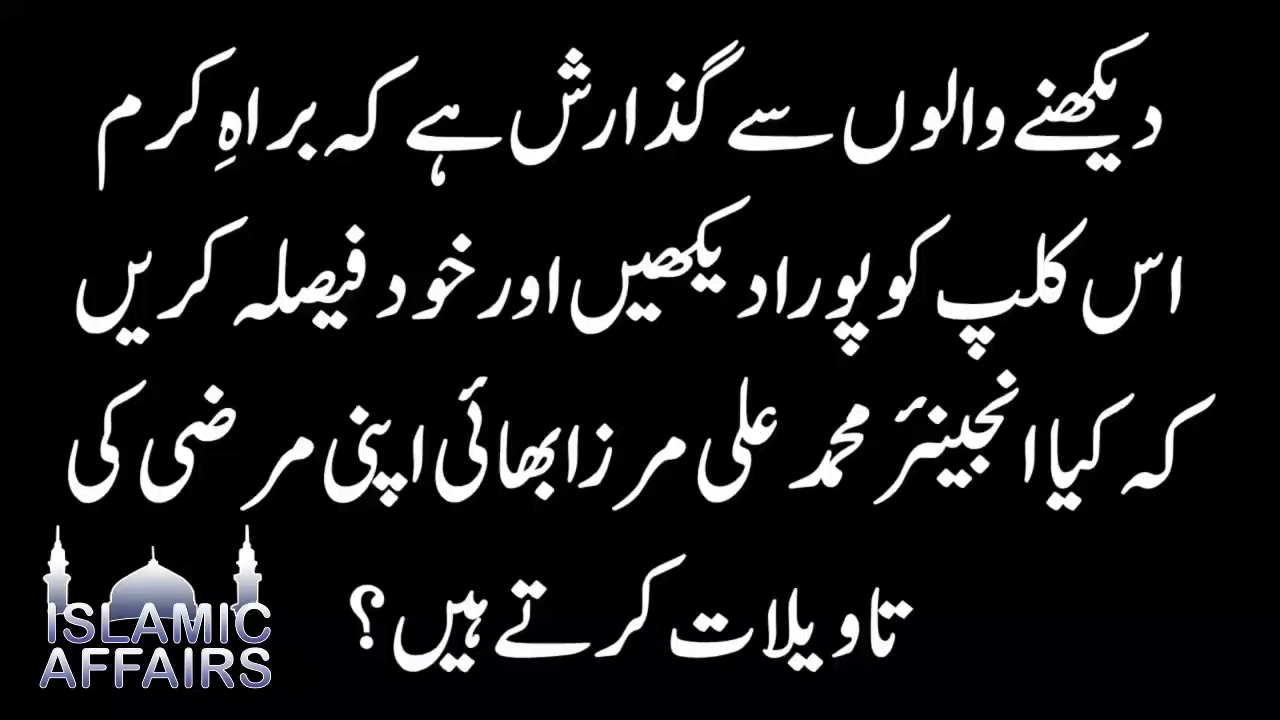 دیکھنے والوں سے گذارش ہے کہ براہِ کرم
اس کلپ کو پورا دیکھیں اور خود فیصلہ کریں
کہ کیا انجینئر محمد علی مرزا بھائی اپنی مرضی کی
تاویلات کرتے ہیں؟
ISLAMIC
AFFAIRS